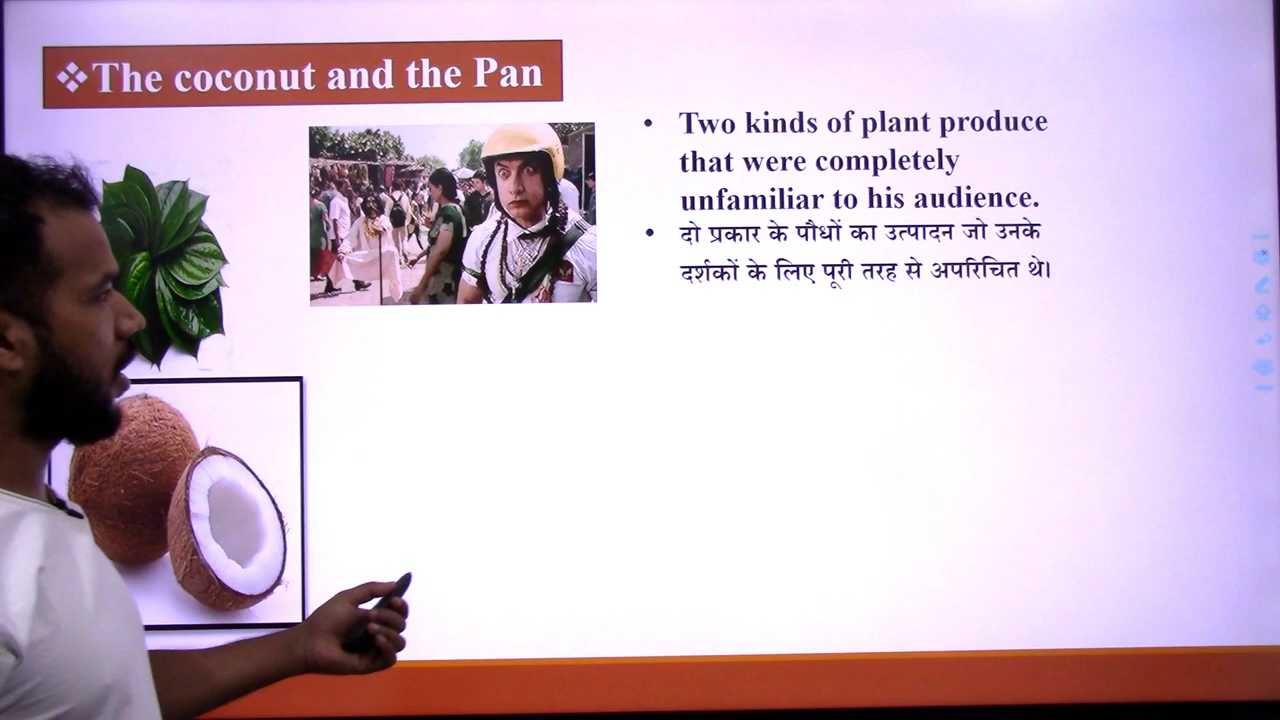 ❖The coconut and the Pan
• Two kinds of plant produce
that were completely
unfamiliar to his audience.
• दो प्रकार के पौधों का उत्पादन जो उनके
दर्शकों के लिए पूरी तरह से अपरिचित थे।